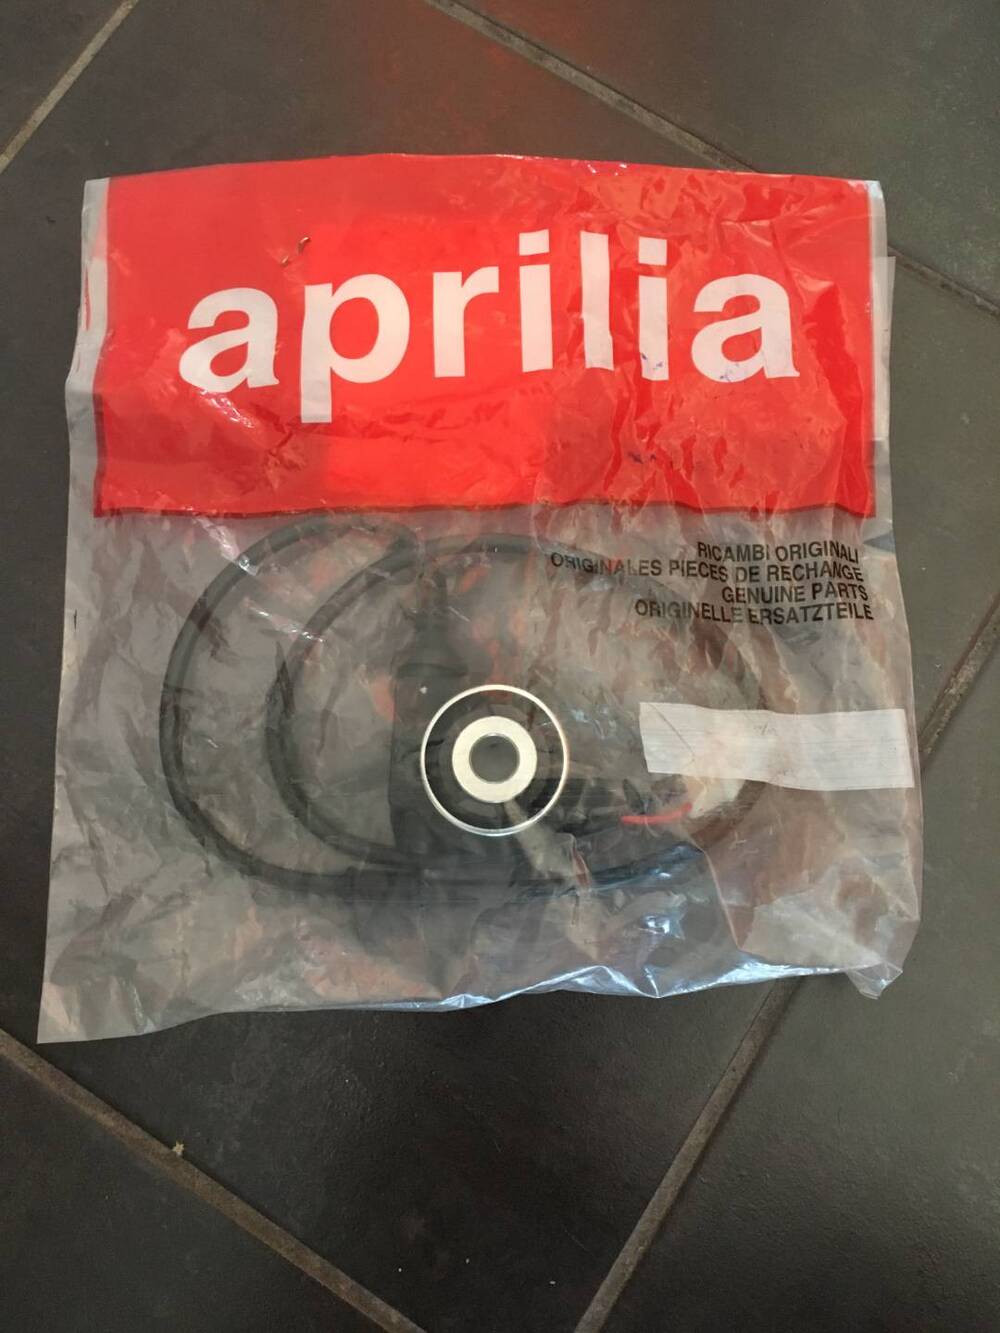 aprilia
RICAMBI ORIGINALI
ORIGINALES PIECES DE RECHANGE
GENUINE PARTS
ORIGINELLE ERSATZTEILE